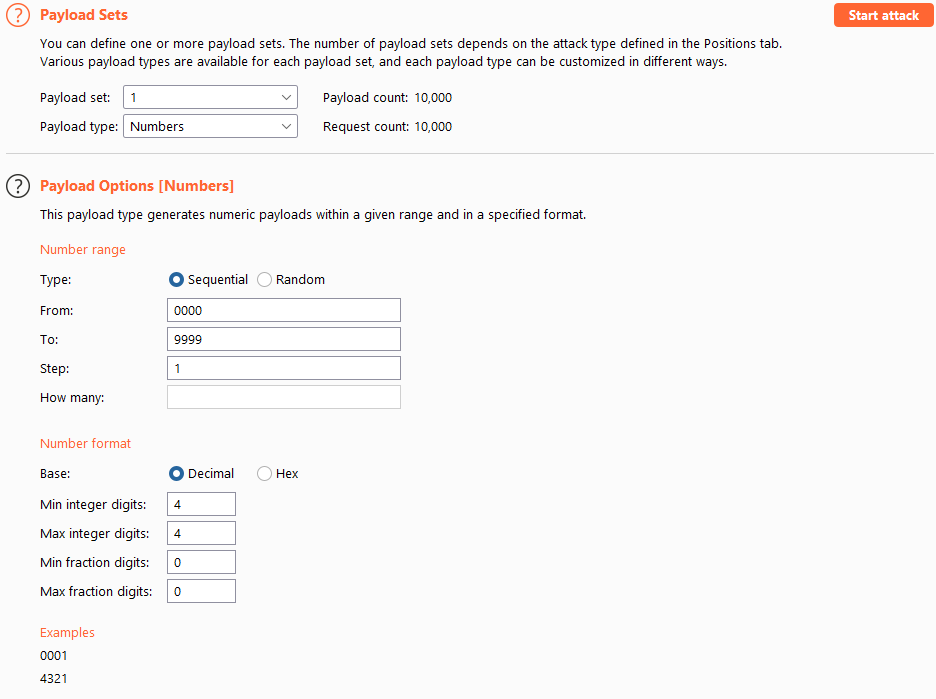 ? Payload Sets
Start attack
You can define one or more payload sets. The number of payload sets depends on the attack type defined in the Positions tab.
Various payload types are available for each payload set, and each payload type can be customized in different ways.
Payload set: 1 Payload count: 10,000
Payload type: Numbers Request count: 10,000
? Payload Options [Numbers]
This payload type generates numeric payloads within a given range and in a specified format.
Number range
Type: Sequential Random
From: 0000
To: 9999
Step: 1
How many:
Number format
Base: Decimal Hex
Min integer digits: 4
Max integer digits: 4
Min fraction digits: 0
Max fraction digits: 0
Examples
0001
4321